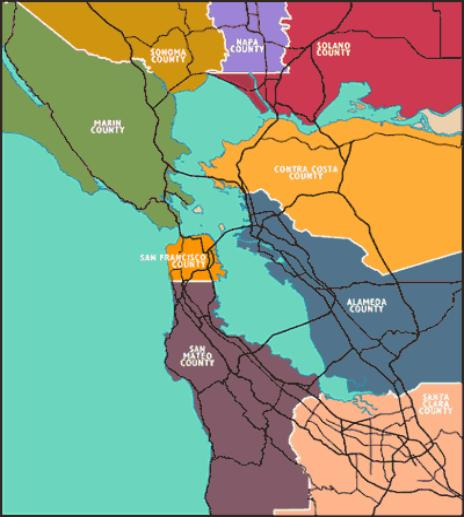 SONOMA
COUNTY
NAPA
COUNTY
SOLANO
COUNTY
MARIN
COUNTY
CONTRA COSTA
COUNTY
SAN FRANCISCO
COUNTY
ALAMEDA
COUNTY
SAN
MATEO
COUNTY
SANTA
CLARA
COUNTY